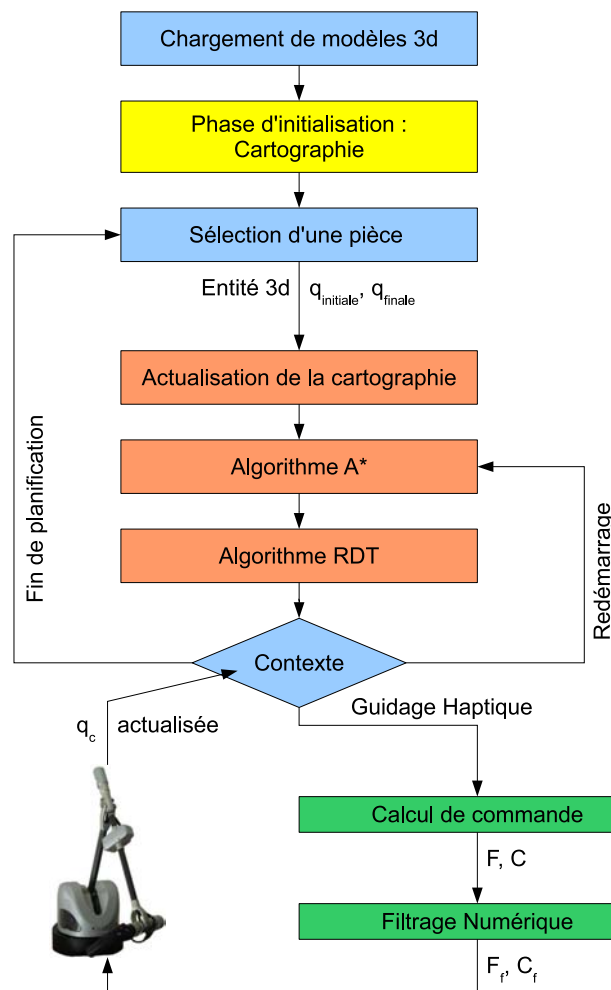 Chargement de modèles 3d
Phase d'initialisation :
Cartographie
Sélection d'une pièce
Entité 3d q_initiale, q_finale
Actualisation de la cartographie
Algorithme A*
Algorithme RDT
Fin de planification
Redémarrage
Contexte
Guidage Haptique
q_c actualisée
Calcul de commande
F, C
Filtrage Numérique
F_f, C_f